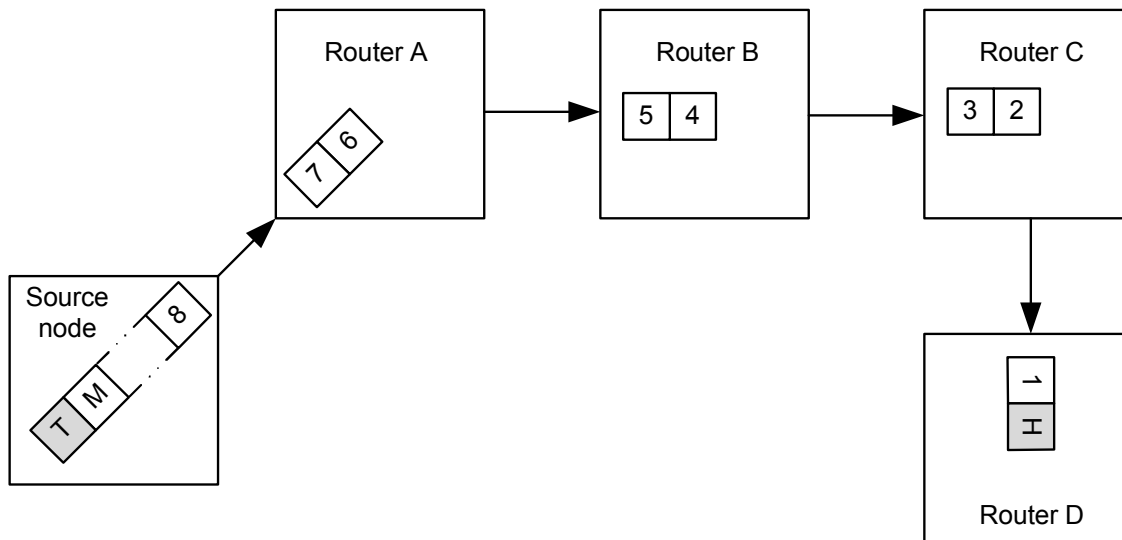 Router A
7 6
Router B
5 4
Router C
3 2
Source
node
T M 8
1
H
Router D